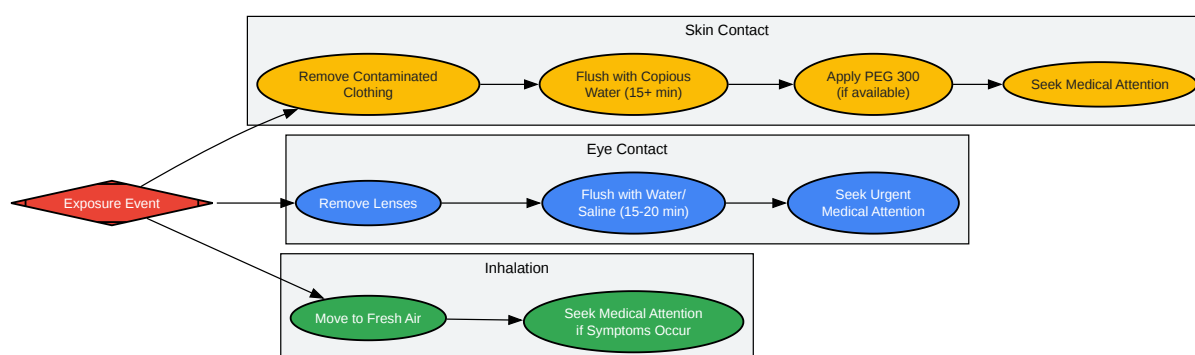 Skin Contact
Remove Contaminated
Clothing
Flush with Copious
Water (15+ min)
Apply PEG 300
(if available)
Seek Medical Attention
Exposure Event
Eye Contact
Remove Lenses
Flush with Water/
Saline (15-20 min)
Seek Urgent
Medical Attention
Inhalation
Move to Fresh Air
Seek Medical Attention
if Symptoms Occur